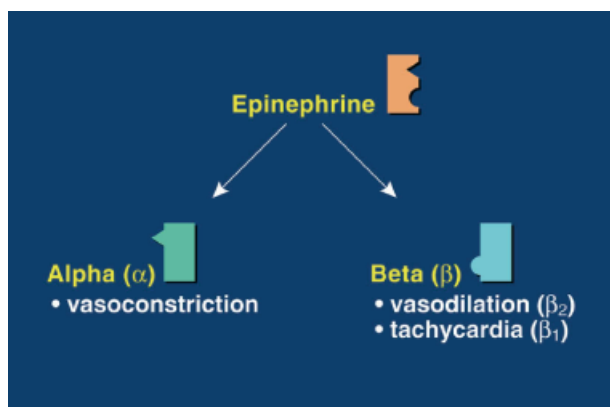 Epinephrine
Alpha (α)
• vasoconstriction
Beta (β)
• vasodilation (β₂)
• tachycardia (β₁)